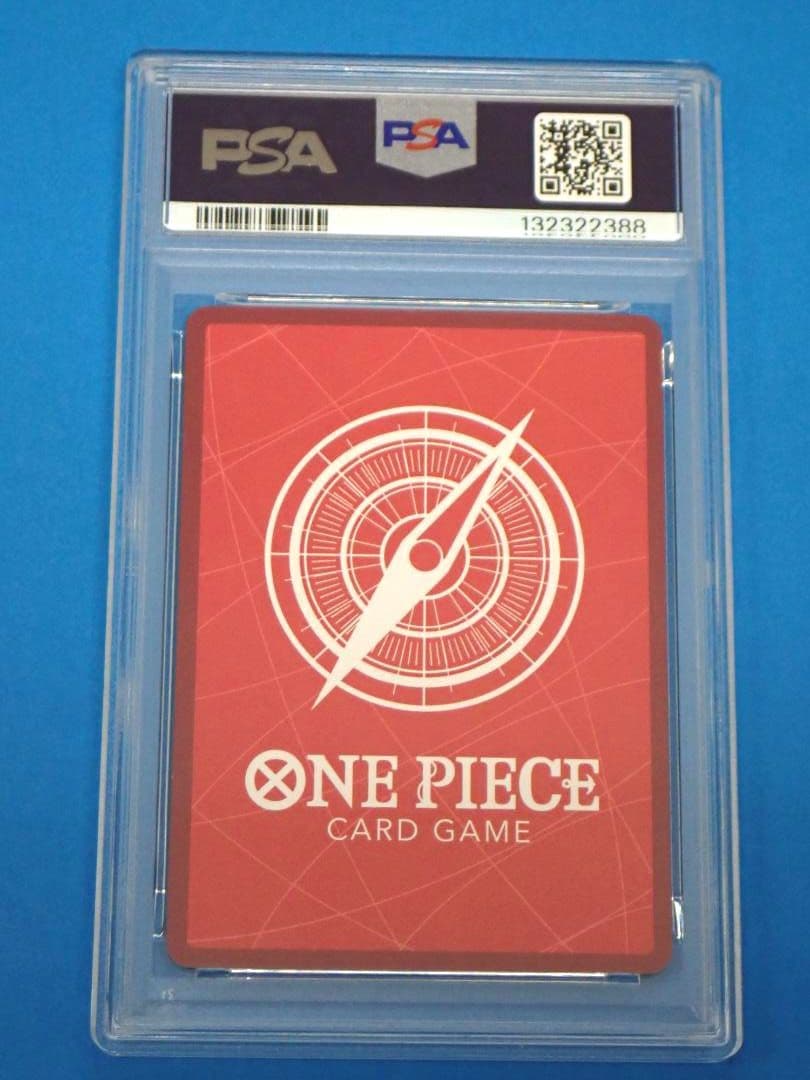 PSA
PSA
132322388
ONE PIECE
CARD GAME